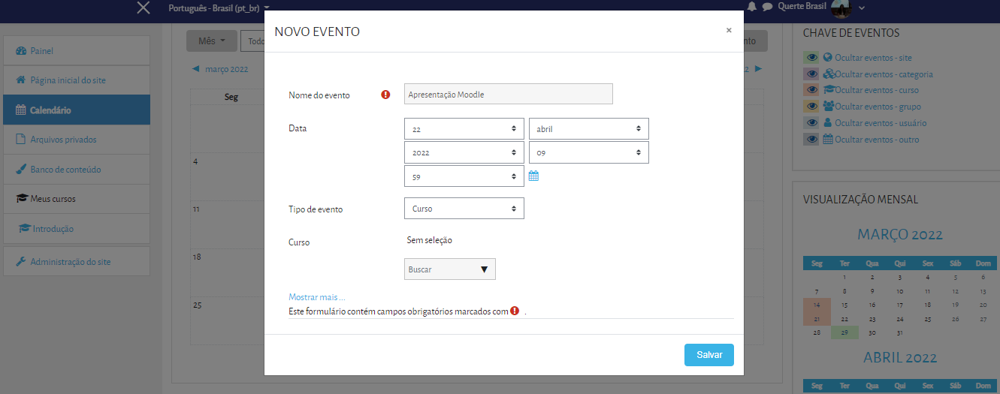 Português - Brasil (pt_br)
Querte Brasil
Painel
Página inicial do site
Calendário
Arquivos privados
Banco de conteúdo
Meus cursos
Introdução
Administração do site
Mês
março 2022
Seg
4
11
18
25
NOVO EVENTO
×
Nome do evento
Apresentação Moodle
Data
22 abril
2022 09
59
Tipo de evento
Curso
Curso
Sem seleção
Buscar
Mostrar mais ...
Este formulário contém campos obrigatórios marcados com .
Salvar
CHAVE DE EVENTOS
Ocultar eventos - site
Ocultar eventos - categoria
Ocultar eventos - curso
Ocultar eventos - grupo
Ocultar eventos - usuário
Ocultar eventos - outro
VISUALIZAÇÃO MENSAL
MARÇO 2022
Seg Ter Qua Qui Sex Sáb Dom
1 2 3 4 5 6
7 8 9 10 11 12 13
14 15 16 17 18 19 20
21 22 23 24 25 26 27
28 29 30 31
ABRIL 2022
Seg Ter Qua Qui Sex Sáb Dom